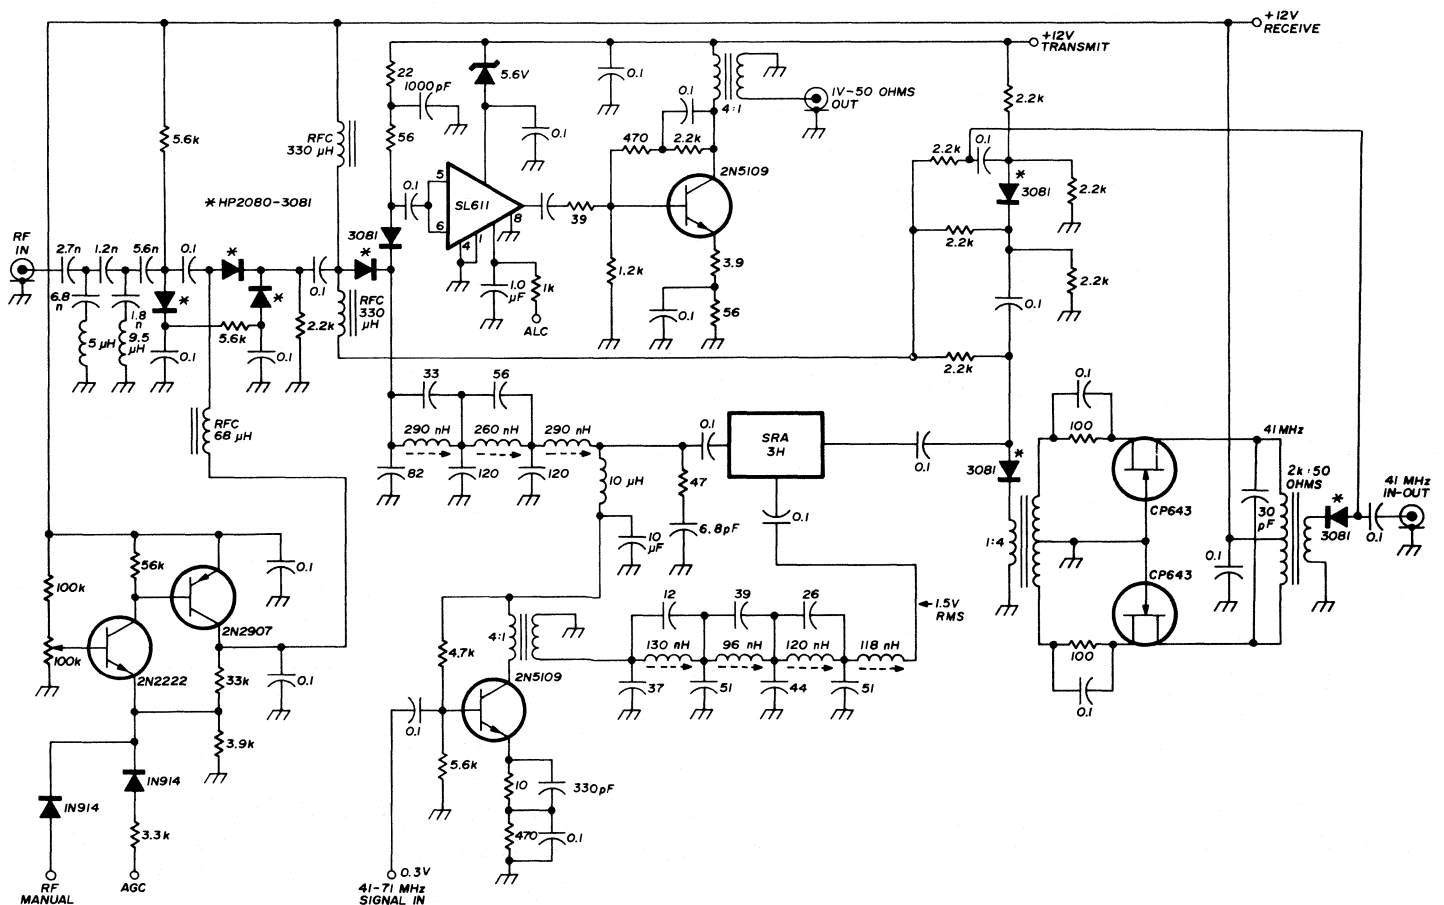 +12V
RECEIVE
+12V
TRANSMIT
22
1000pF
5.6V
0.1
0.1
1V-50 OHMS
OUT
4:1
2.2k
RFC
330 µH
5.6k
56
0.1
470
2.2k
2.2k
0.1
*
3081
2.2k
0.1
5
SL611
6
4
1
8
2N5109
*HP2080-3081
RF
IN
2.7n
1.2n
5.6n
0.1
*
3081
*
39
2.2k
1.2k
3.9
2.2k
6.8
n
*
*
0.1
RFC
330
µH
1.0
µF
1k
ALC
0.1
56
0.1
5 µH
1.8
n
9.5
µH
5.6k
2.2k
0.1
0.1
2.2k
33
56
0.1
RFC
68 µH
290 nH
260 nH
290 nH
0.1
SRA
3H
0.1
100
41 MHz
82
120
120
10 µH
47
3081
*
CP643
2k:50
OHMS
41 MHz
IN-OUT
30
pF
*
3081
0.1
10
µF
6.8pF
0.1
1:4
0.1
56k
0.1
100k
CP643
2N2907
12
39
26
1.5V
RMS
100k
4:1
130 nH
96 nH
120 nH
118 nH
100
4.7k
2N2222
33k
0.1
2N5109
37
51
44
51
0.1
0.1
3.9k
5.6k
10
330pF
1N914
1N914
3.3k
470
0.1
RF
MANUAL
AGC
0.3V
41-71 MHz
SIGNAL IN